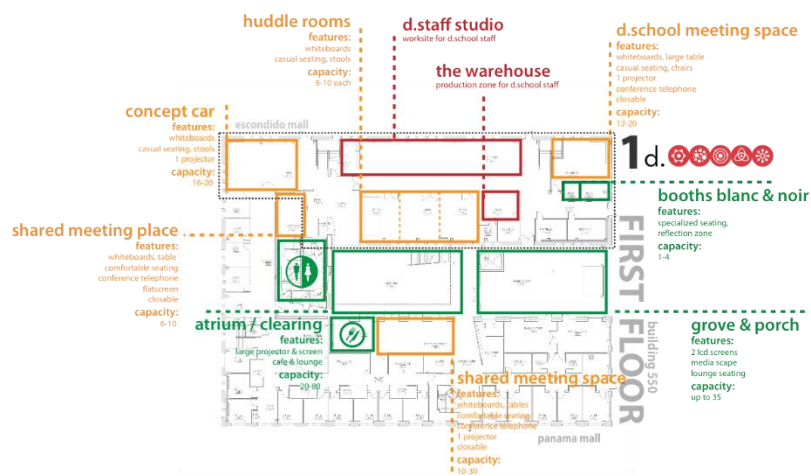 huddle rooms
features:
whiteboards
casual seating, stools
capacity:
8-10 each
d.staff studio
worksite for d.school staff
the warehouse
production zone for d.school staff
d.school meeting space
features:
whiteboards, large table
casual seating, chairs
1 projector
conference telephone
closable
capacity:
12-20
concept car
features:
whiteboards
casual seating, stools
1 projector
capacity:
16-20
escondido mall
1 d.
booths blanc & noir
features:
specialized seating,
reflection zone
capacity:
1-4
shared meeting place
features:
whiteboards, table
comfortable seating
conference telephone
flatscreen
closable
capacity:
6-10
FIRST FLOOR
building 550
atrium / clearing
features:
large projector & screen
cafe & lounge
capacity:
20-80
grove & porch
features:
2 lcd screens
media scape
lounge seating
capacity:
up to 35
shared meeting space
features:
whiteboards, tables
comfortable seating
conference telephone
1 projector
closable
capacity:
10-30
panama mall